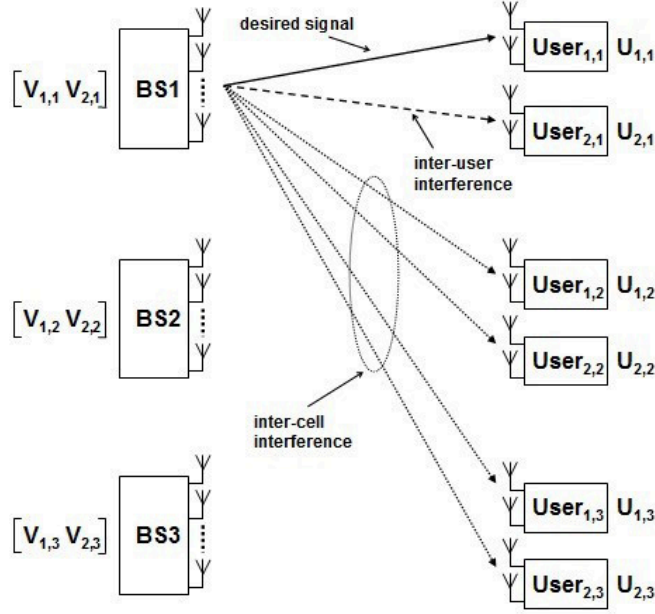 desired signal
[V1,1 V2,1] BS1 User1,1 U1,1
User2,1 U2,1
inter-user
interference
[V1,2 V2,2] BS2 User1,2 U1,2
User2,2 U2,2
inter-cell
interference
[V1,3 V2,3] BS3 User1,3 U1,3
User2,3 U2,3